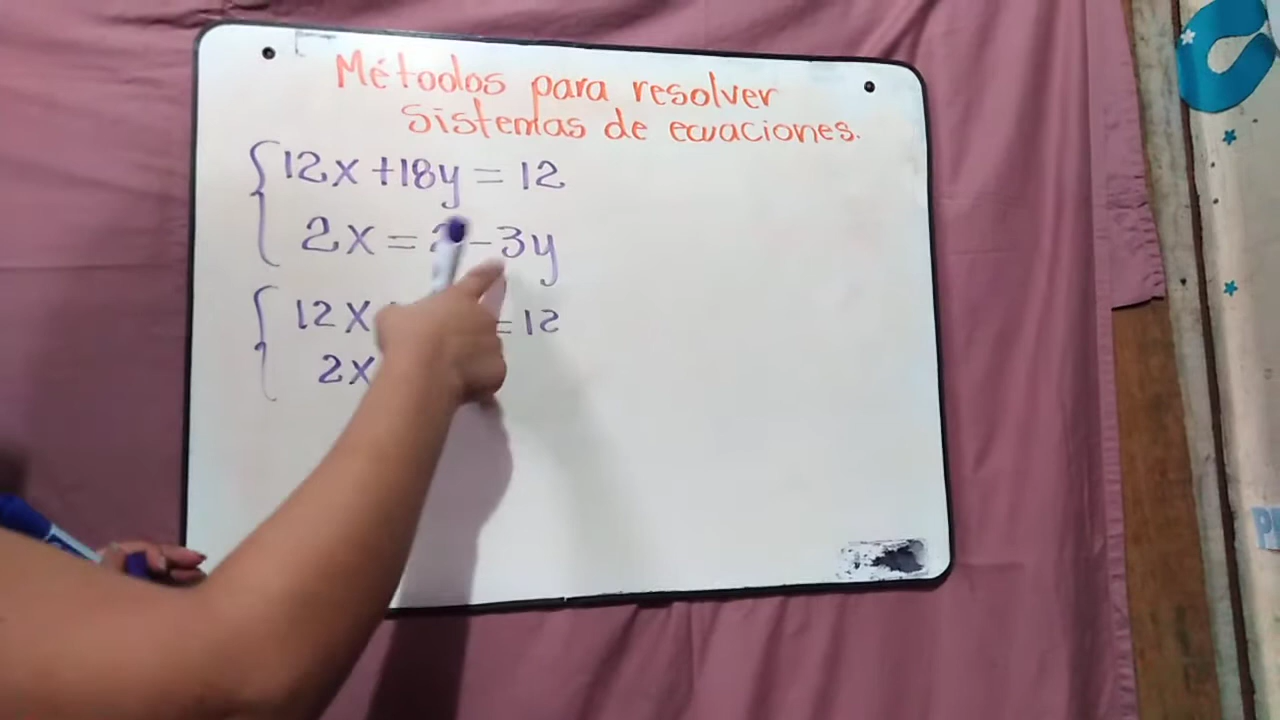 Métodos para resolver
sistemas de ecuaciones.
12x +18y = 12
2x = -3y
12x =12
2x